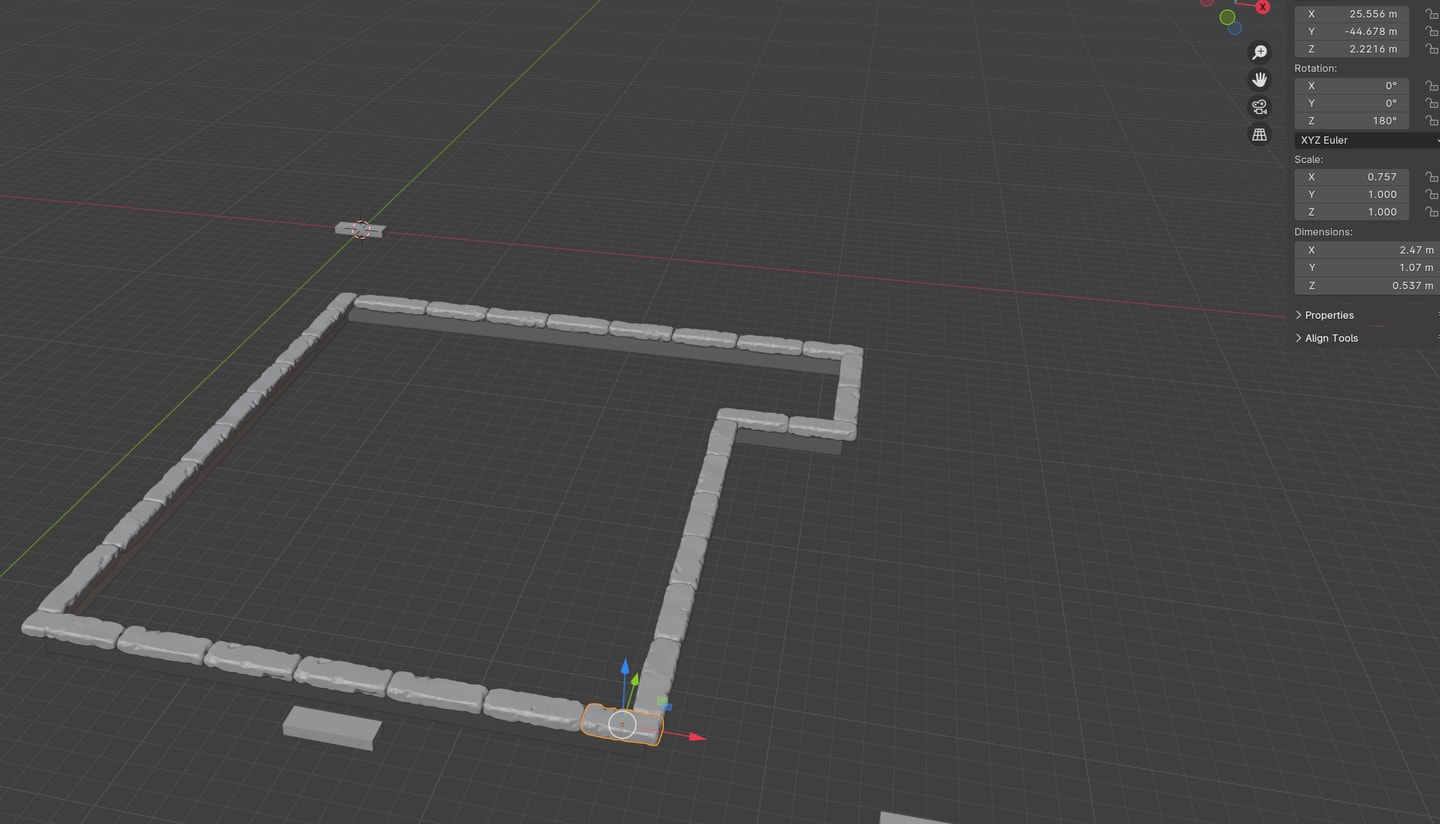 X
X 25.556 m
Y -44.678 m
Z 2.2216 m
Rotation:
X 0°
Y 0°
Z 180°
XYZ Euler
Scale:
X 0.757
Y 1.000
Z 1.000
Dimensions:
X 2.47 m
Y 1.07 m
Z 0.537 m
Properties
Align Tools